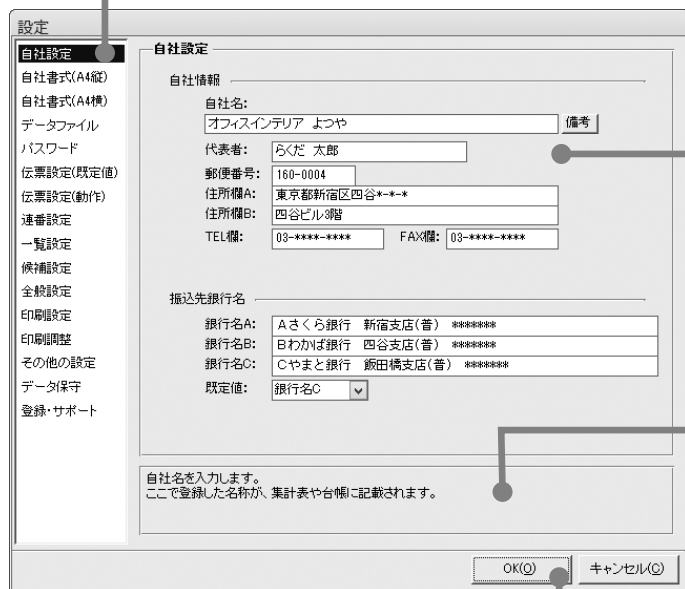 設定
自社設定
自社書式(A4縦)
自社書式(A4横)
データファイル
パスワード
伝票設定(既定値)
伝票設定(動作)
連番設定
一覧設定
候補設定
全般設定
印刷設定
印刷調整
その他の設定
データ保守
登録・サポート
自社設定
自社情報
自社名:
オフィスインテリア よつや 備考
代表者: らくだ 太郎
郵便番号: 160-0004
住所欄A: 東京都新宿区四谷*-*-*
住所欄B: 四谷ビル3階
TEL欄: 03-****-**** FAX欄: 03-****-****
振込先銀行名
銀行名A: Aさくら銀行 新宿支店(普) *******
銀行名B: Bわかば銀行 四谷支店(普) *******
銀行名C: Cやまと銀行 飯田橋支店(普) *******
既定値: 銀行名C
自社名を入力します。
ここで登録した名称が、集計表や台帳に記載されます。
OK(O) キャンセル(C)